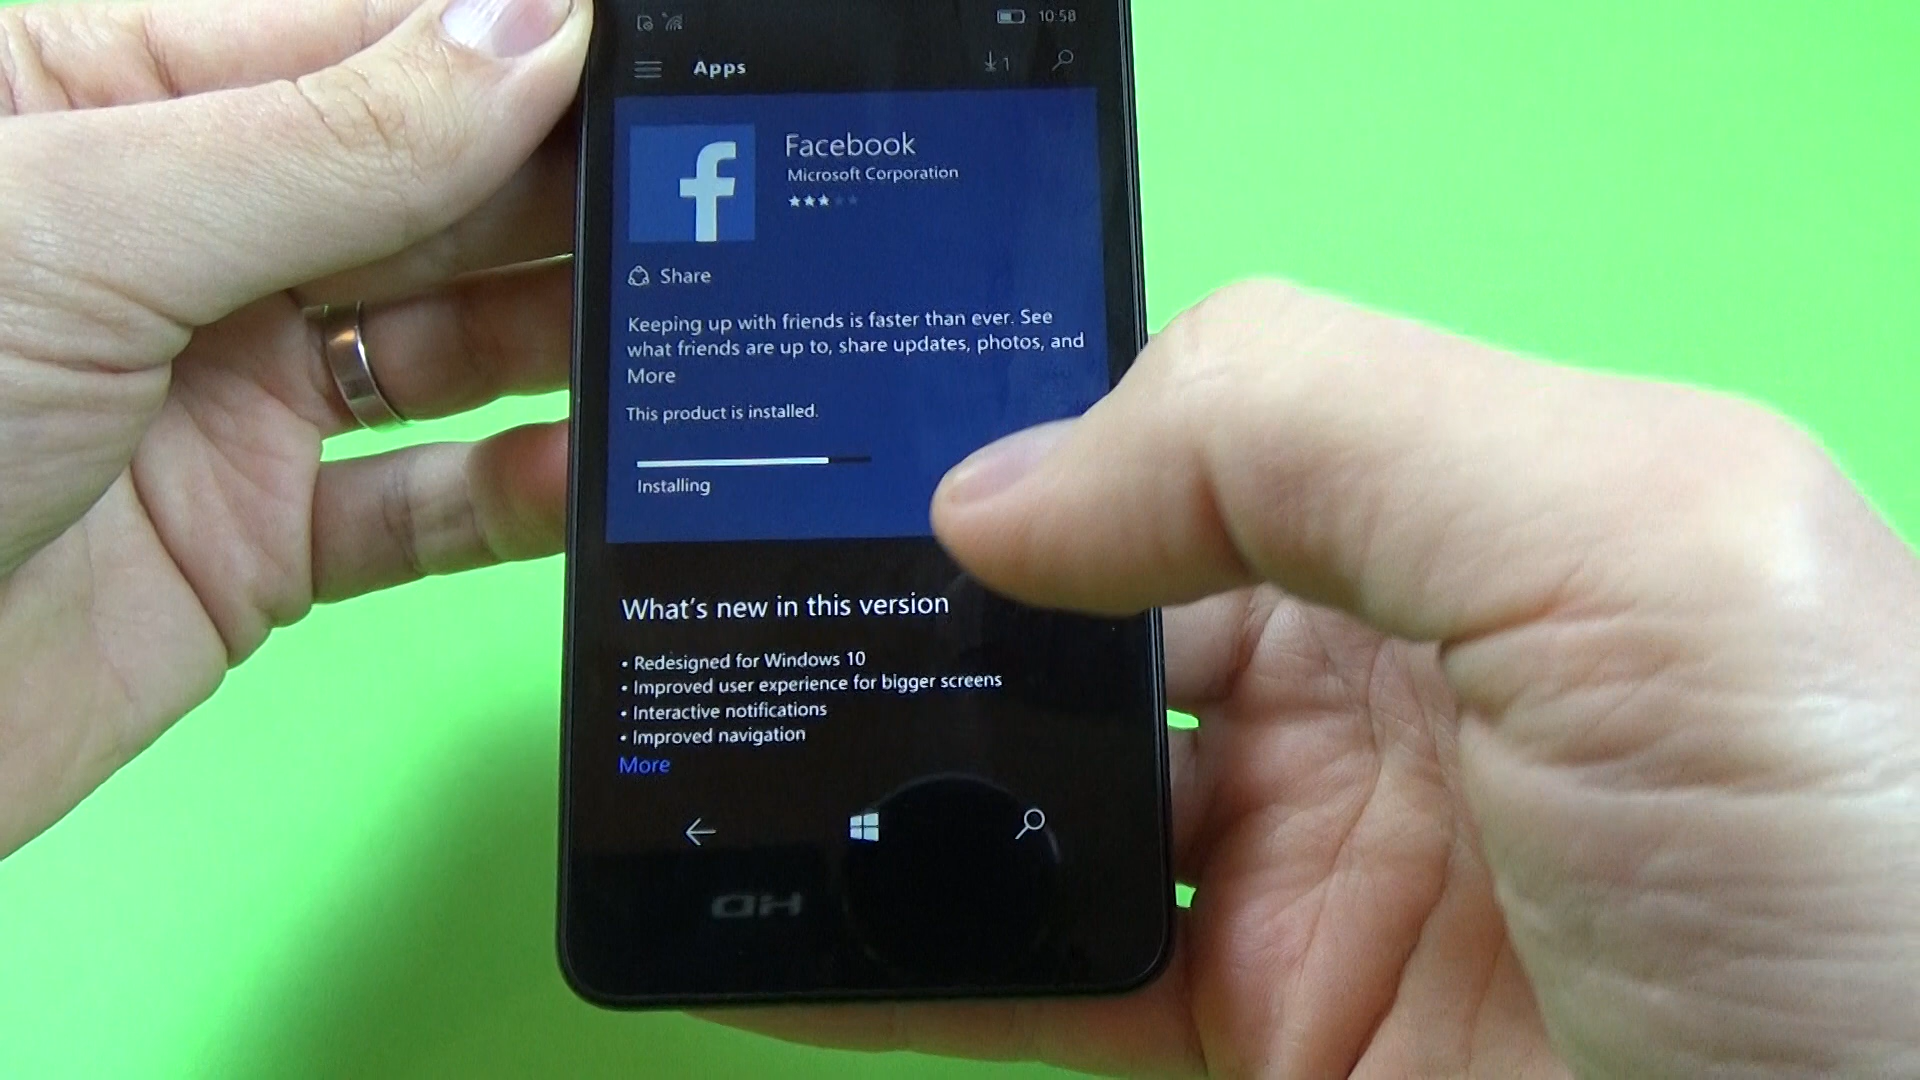 10:58
Apps
1
Facebook
Microsoft Corporation
Share
Keeping up with friends is faster than ever. See
what friends are up to, share updates, photos, and
More
This product is installed.
Installing
What's new in this version
• Redesigned for Windows 10
• Improved user experience for bigger screens
• Interactive notifications
• Improved navigation
More